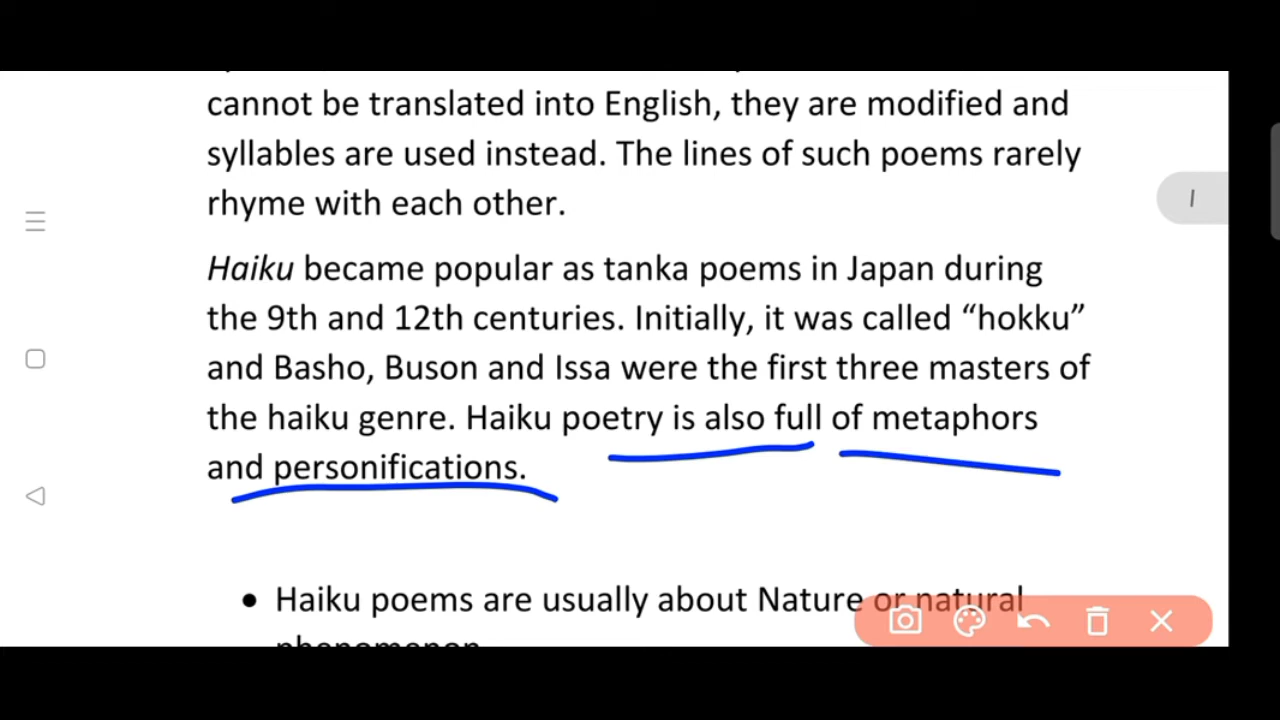 cannot be translated into English, they are modified and
syllables are used instead. The lines of such poems rarely
rhyme with each other.
Haiku became popular as tanka poems in Japan during
the 9th and 12th centuries. Initially, it was called “hokku”
and Basho, Buson and Issa were the first three masters of
the haiku genre. Haiku poetry is also full of metaphors
and personifications.
• Haiku poems are usually about Nature or natural
phenomenon